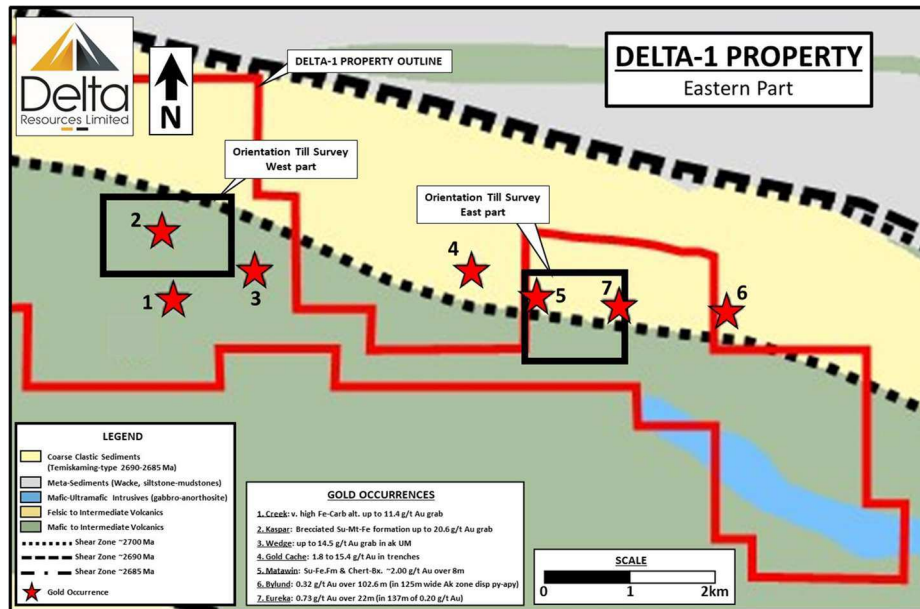 Delta
Resources Limited
N
DELTA-1 PROPERTY OUTLINE
DELTA-1 PROPERTY
Eastern Part
Orientation Till Survey
West part
Orientation Till Survey
East part
2
1
3
4
5
7
6
LEGEND
Coarse Clastic Sediments
(Temiskaming-type 2690-2685 Ma)
Meta-Sediments (Wacke, siltstone-mudstones)
Mafic-Ultramafic Intrusives (gabbro-anorthosite)
Felsic to Intermediate Volcanics
Mafic to Intermediate Volcanics
Shear Zone ~2700 Ma
Shear Zone ~2690 Ma
Shear Zone ~2685 Ma
Gold Occurrence
GOLD OCCURRENCES
1. Creek: v. high Fe-Carb alt. up to 11.4 g/t Au grab
2. Kaspar: Brecciated Su-Mt-Fe formation up to 20.6 g/t Au grab
3. Wedge: up to 14.5 g/t Au grab in ak UM
4. Gold Cache: 1.8 to 15.4 g/t Au in trenches
5. Matawin: Su-Fe.Fm & Chert-Bx. ~2.00 g/t Au over 8m
6. Bylund: 0.32 g/t Au over 102.6 m (in 125m wide Ak zone disp py-apy)
7. Eureka: 0.73 g/t Au over 22m (in 137m of 0.20 g/t Au)
SCALE
0 1 2km